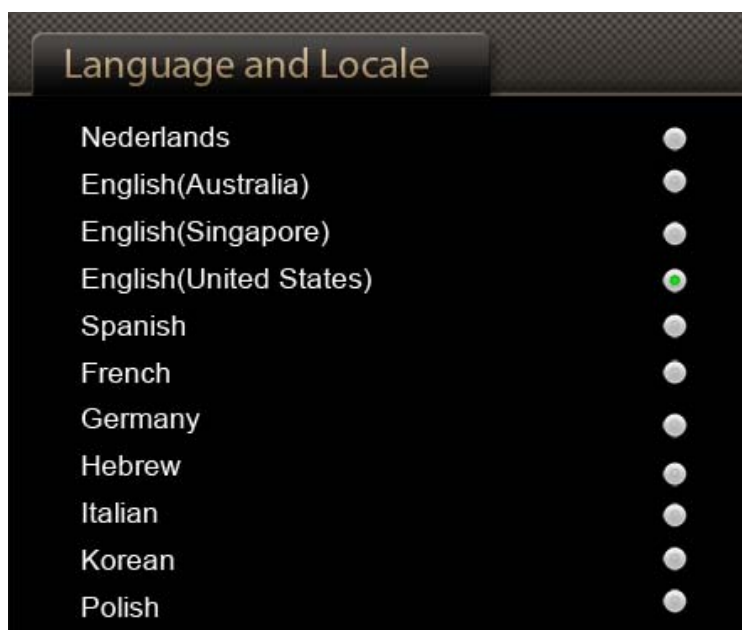 Language and Locale
Nederlands
English(Australia)
English(Singapore)
English(United States)
Spanish
French
Germany
Hebrew
Italian
Korean
Polish